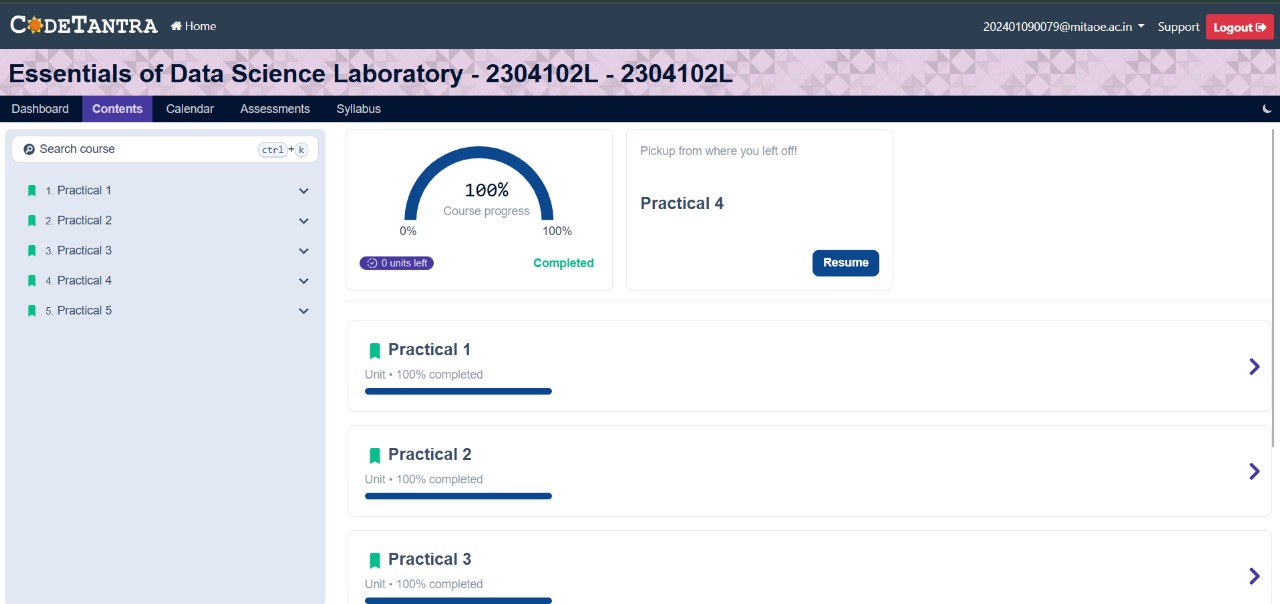 CODETANTRA Home 202401090079@mitaoe.ac.in Support Logout
Essentials of Data Science Laboratory - 2304102L - 2304102L
Dashboard Contents Calendar Assessments Syllabus
Search course ctrl + k
1. Practical 1
2. Practical 2
3. Practical 3
4. Practical 4
5. Practical 5
100%
Course progress
0% 100%
0 units left Completed
Pickup from where you left off!
Practical 4
Resume
Practical 1
Unit • 100% completed
Practical 2
Unit • 100% completed
Practical 3
Unit • 100% completed